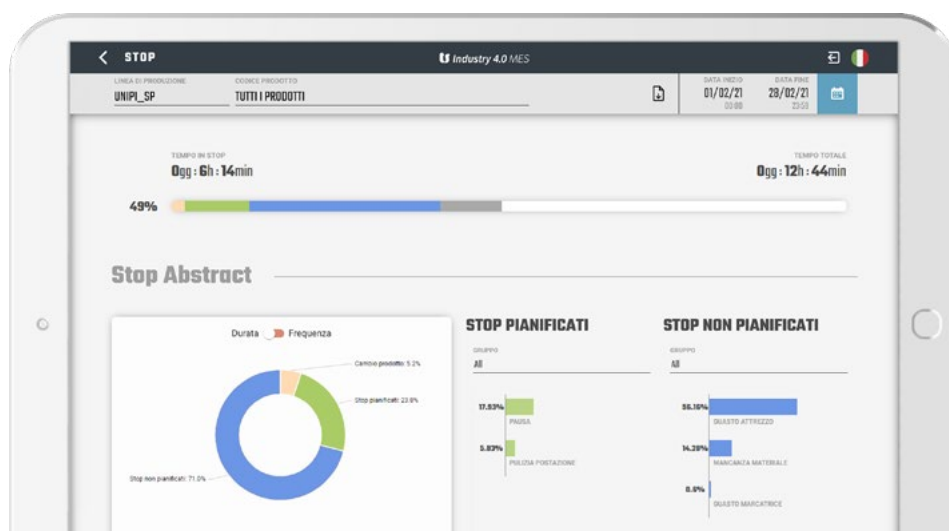 STOP
Industry 4.0 MES
LINEA DI PRODUZIONE
UNIPI_SP
CODICE PRODOTTO
TUTTI I PRODOTTI
DATA INIZIO
01/02/21
00:00
DATA FINE
28/02/21
23:59
TEMPO IN STOP
0gg : 6h : 14min
TEMPO TOTALE
0gg : 12h : 44min
49%
Stop Abstract
Durata Frequenza
Cambio prodotto: 5.2%
Stop pianificati: 23.8%
Stop non pianificati: 71.0%
STOP PIANIFICATI
GRUPPO
All
17.93%
PAUSA
5.83%
PULIZIA POSTAZIONE
STOP NON PIANIFICATI
GRUPPO
All
56.16%
GUASTO ATTREZZO
14.28%
MANCANZA MATERIALE
0.6%
GUASTO MARCATRICE